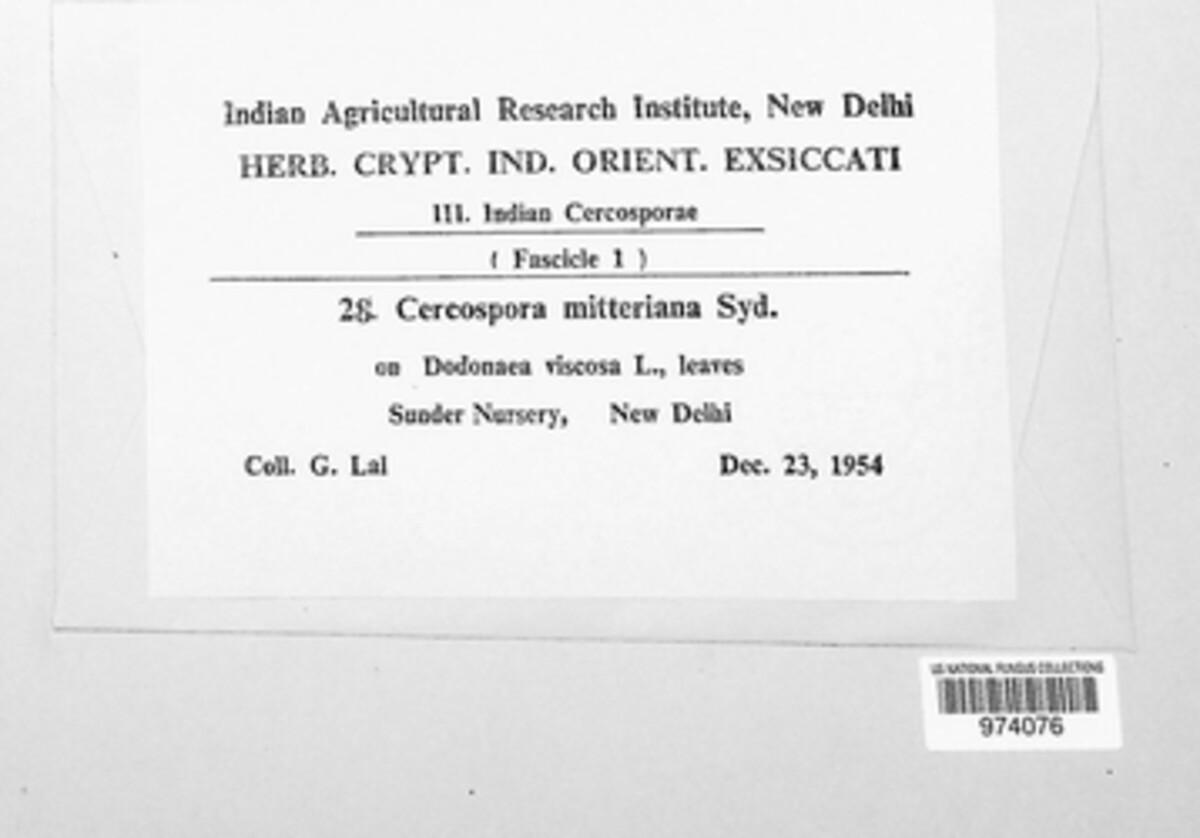 Indian Agricultural Research Institute, New Delhi
HERB. CRYPT. IND. ORIENT. EXSICCATI
III. Indian Cercosporae
( Fascicle 1 )
28. Cercospora mitteriana Syd.
on Dodonaea viscosa L., leaves
Sunder Nursery, New Delhi
Coll. G. Lal Dec. 23, 1954
US NATIONAL FUNGUS COLLECTIONS
974076